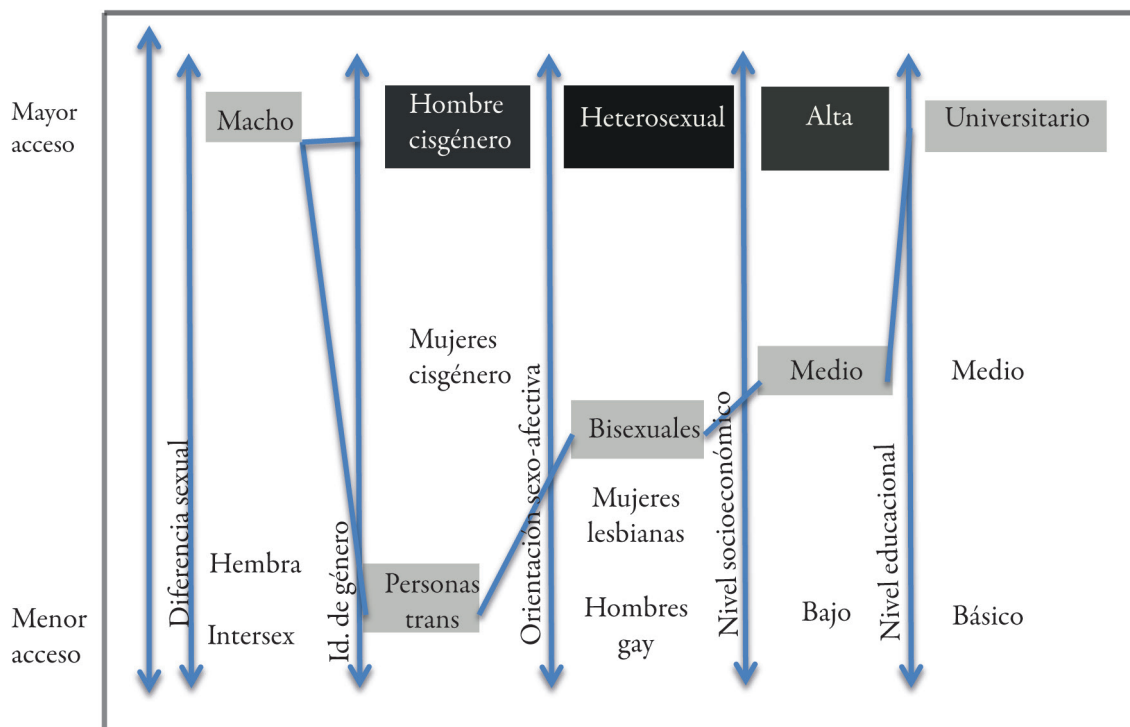 Mayor
acceso
Macho
Hombre
cisgénero
Heterosexual
Alta
Universitario
Mujeres
cisgénero
Medio
Medio
Bisexuales
Mujeres
lesbianas
Hembra
Personas
trans
Hombres
gay
Bajo
Básico
Intersex
Menor
acceso
Diferencia sexual
Id. de género
Orientación sexo-afectiva
Nivel socioeconómico
Nivel educacional